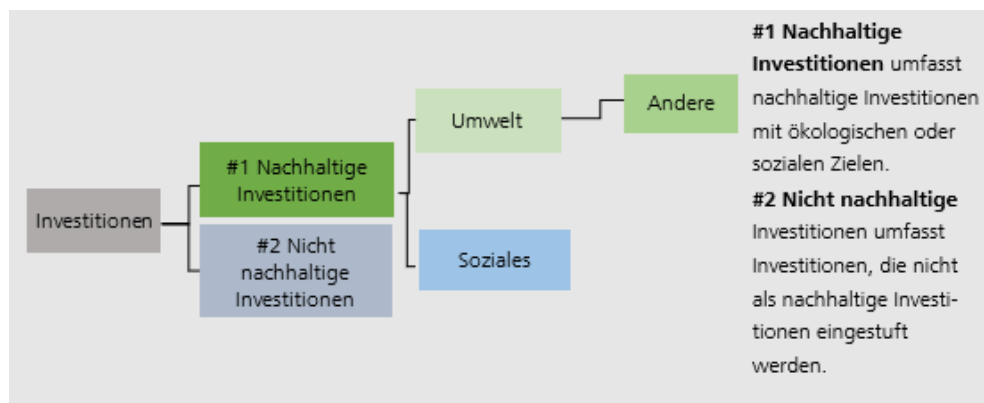 Investitionen
#1 Nachhaltige
Investitionen
#2 Nicht
nachhaltige
Investitionen
Umwelt
Soziales
Andere
#1 Nachhaltige
Investitionen umfasst
nachhaltige Investitionen
mit ökologischen oder
sozialen Zielen.
#2 Nicht nachhaltige
Investitionen umfasst
Investitionen, die nicht
als nachhaltige Investi-
tionen eingestuft
werden.